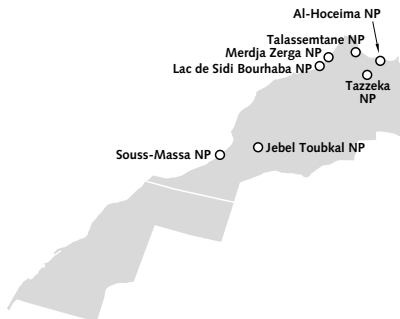 Al-Hoceima NP
Talassemtane NP
Merdja Zerga NP
Lac de Sidi Bourhaba NP
Tazzeka
NP
Jebel Toubkal NP
Souss-Massa NP